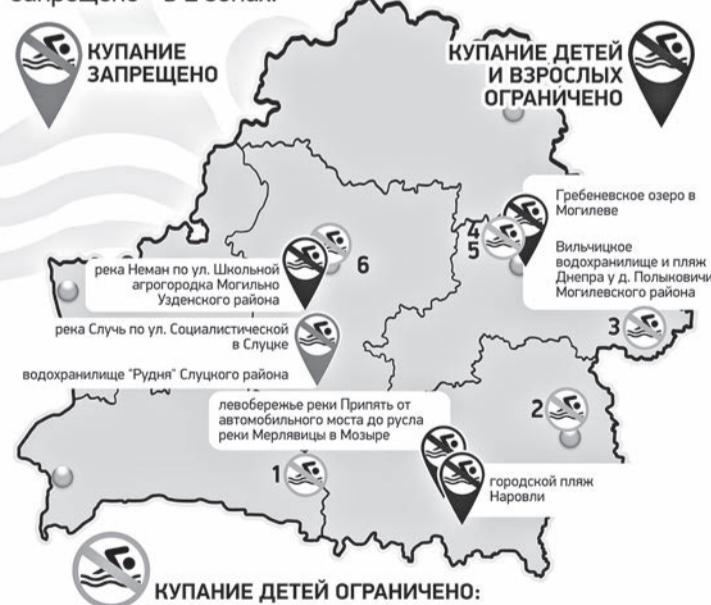 запрещено – в 2 зонах.
КУПАНИЕ
ЗАПРЕЩЕНО
КУПАНИЕ ДЕТЕЙ
И ВЗРОСЛЫХ
ОГРАНИЧЕНО
Гребеневское озеро в
Могилеве
4
5
Вильчицкое
водохранилище и пляж
Днепра у д. Полыковичи
Могилевского района
6
река Неман по ул. Школьной
агрогородка Могильно
Узденского района
3
река Случь по ул. Социалистической
в Слуцке
водохранилище "Рудня" Слуцкого района
2
левобережье реки Припять от
автомобильного моста до русла
реки Мерлявицы в Мозыре
1
городской пляж
Наровли
КУПАНИЕ ДЕТЕЙ ОГРАНИЧЕНО: